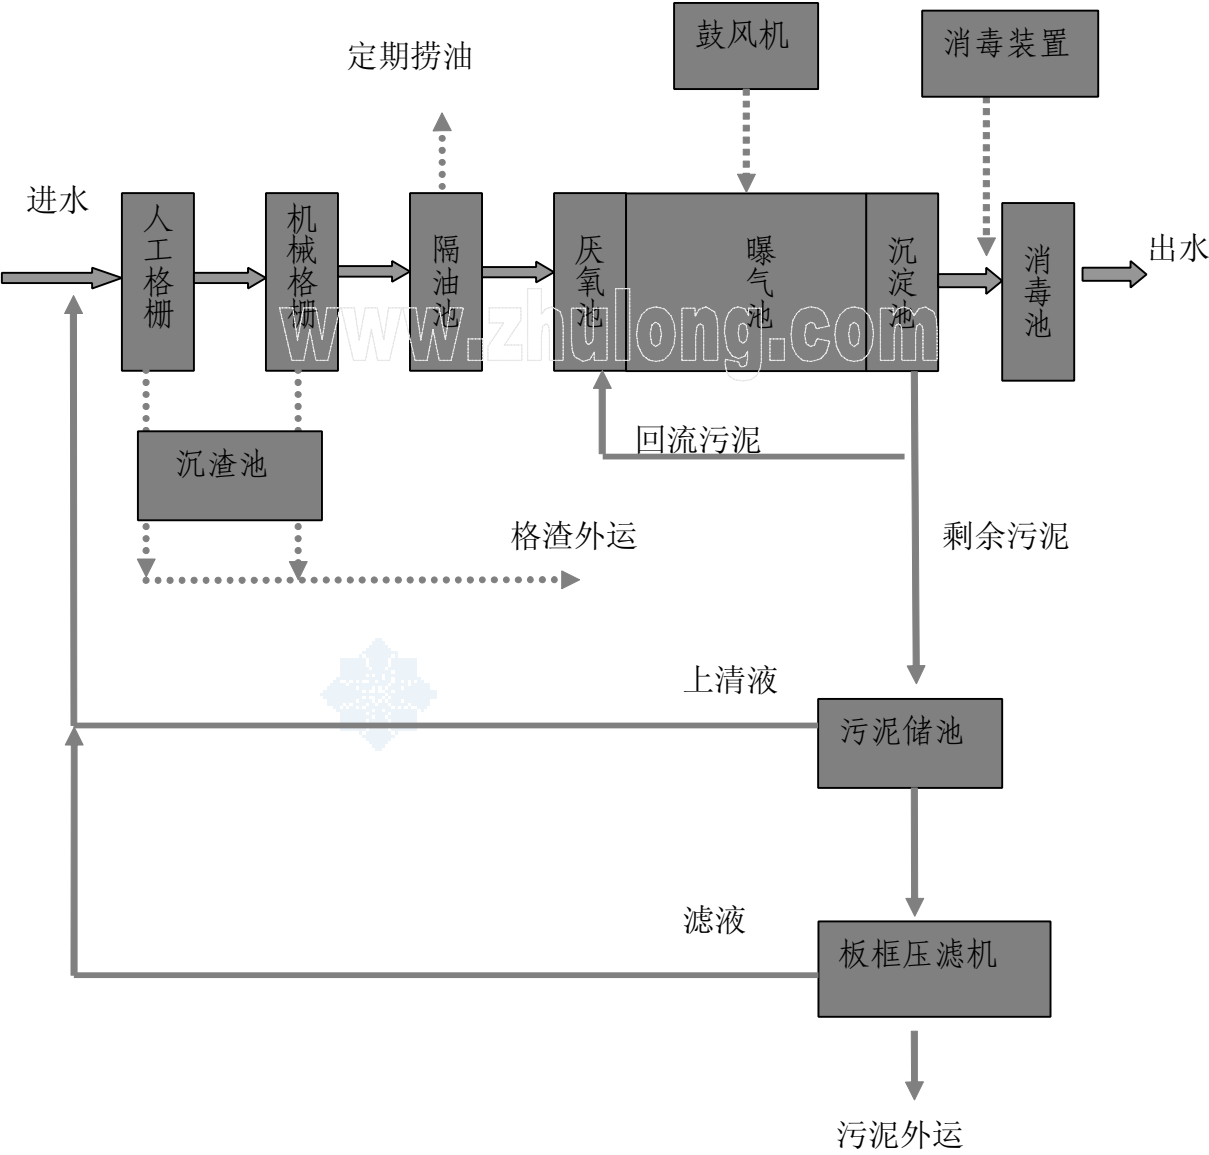 定期捞油
鼓风机
消毒装置
进水
人工格栅
机械格栅
隔油池
厌氧池
曝气池
沉淀池
消毒池
出水
www.zhulong.com
沉渣池
回流污泥
格渣外运
剩余污泥
上清液
污泥储池
滤液
板框压滤机
污泥外运